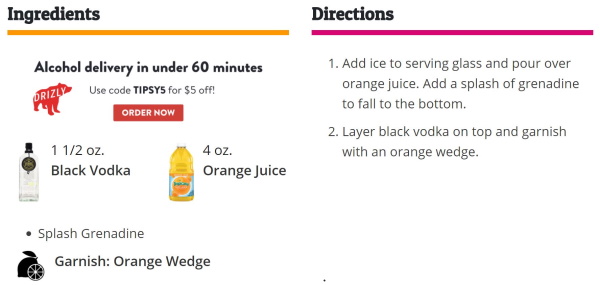 Ingredients
Alcohol delivery in under 60 minutes
DRIZLY
Use code TIPSY5 for $5 off!
ORDER NOW
1 1/2 oz.
Black Vodka
4 oz.
Orange Juice
• Splash Grenadine
Garnish: Orange Wedge
Directions
1. Add ice to serving glass and pour over
orange juice. Add a splash of grenadine
to fall to the bottom.
2. Layer black vodka on top and garnish
with an orange wedge.